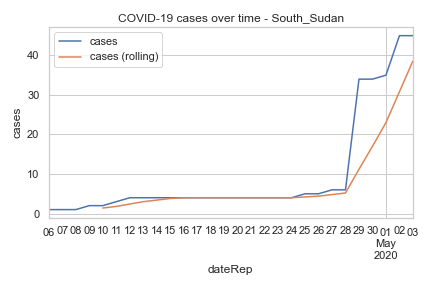 COVID-19 cases over time - South_Sudan
cases
cases (rolling)
cases
40
30
20
10
0
06 07 08 09 10 11 12 13 14 15 16 17 18 19 20 21 22 23 24 25 26 27 28 29 30 01 02 03
May
2020
dateRep